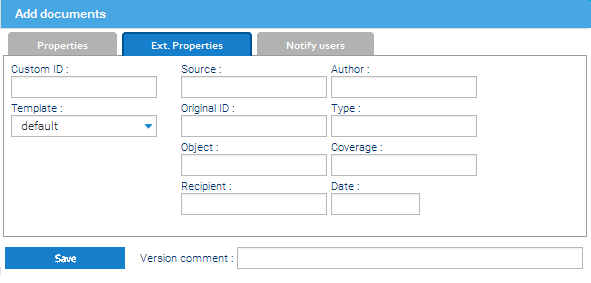 Add documents
Properties Ext. Properties Notify users
Custom ID : Source : Author :
Template : Original ID : Type :
default
Object : Coverage :
Recipient : Date :
Save Version comment :